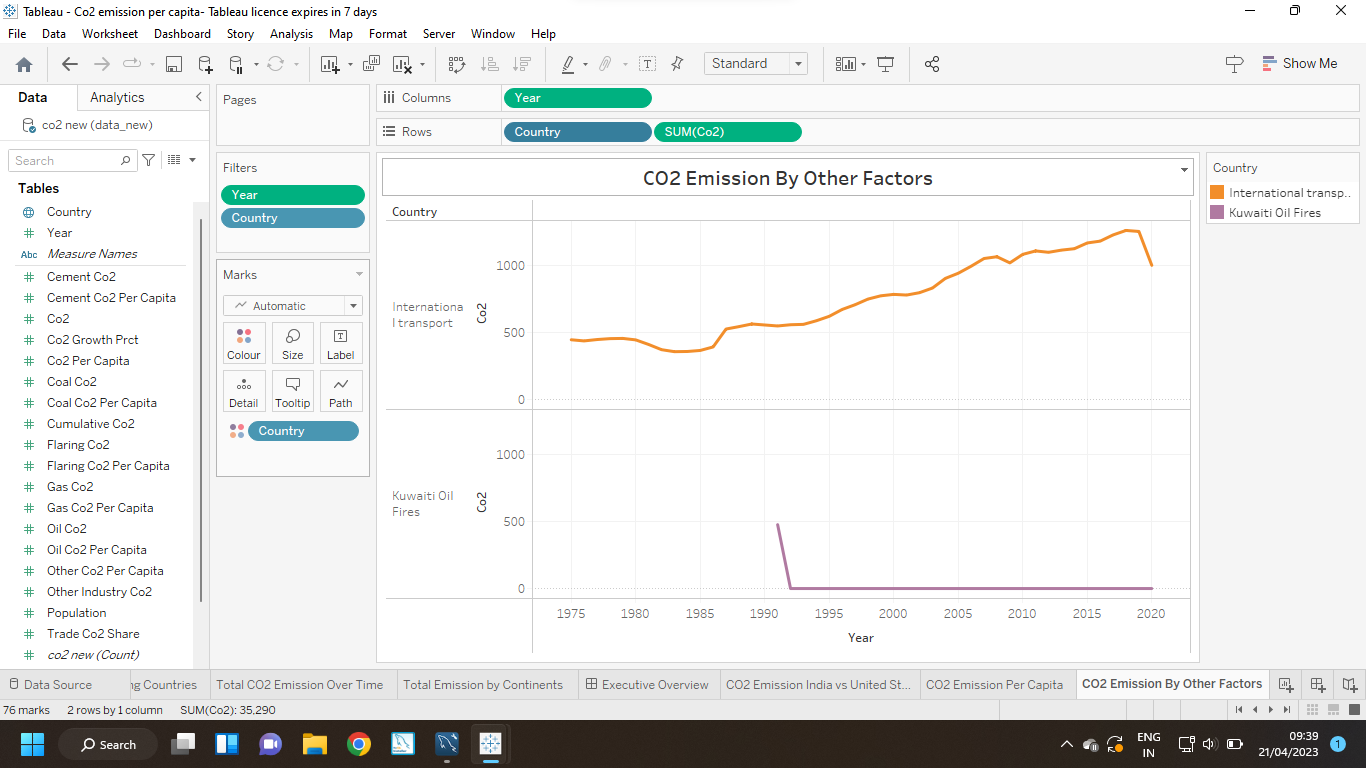 Tableau - Co2 emission per capita- Tableau licence expires in 7 days
File Data Worksheet Dashboard Story Analysis Map Format Server Window Help
Standard
Show Me
Data Analytics
co2 new (data_new)
Search
Tables
Country
Year
Abc Measure Names
Cement Co2
Cement Co2 Per Capita
Co2
Co2 Growth Prct
Co2 Per Capita
Coal Co2
Coal Co2 Per Capita
Cumulative Co2
Flaring Co2
Flaring Co2 Per Capita
Gas Co2
Gas Co2 Per Capita
Oil Co2
Oil Co2 Per Capita
Other Co2 Per Capita
Other Industry Co2
Population
Trade Co2 Share
co2 new (Count)
Pages
Filters
Year
Country
Marks
Automatic
Colour Size Label
Detail Tooltip Path
Country
Columns Year
Rows Country SUM(Co2)
CO2 Emission By Other Factors
Country
Internationa
l transport
Co2
1000
500
0
Kuwaiti Oil
Fires
Co2
1000
500
0
1975 1980 1985 1990 1995 2000 2005 2010 2015 2020
Year
Country
International transp..
Kuwaiti Oil Fires
Data Source ng Countries Total CO2 Emission Over Time Total Emission by Continents Executive Overview CO2 Emission India vs United St... CO2 Emission Per Capita CO2 Emission By Other Factors
76 marks 2 rows by 1 column SUM(Co2): 35,290
Search
ENG
IN
09:39
21/04/2023
1